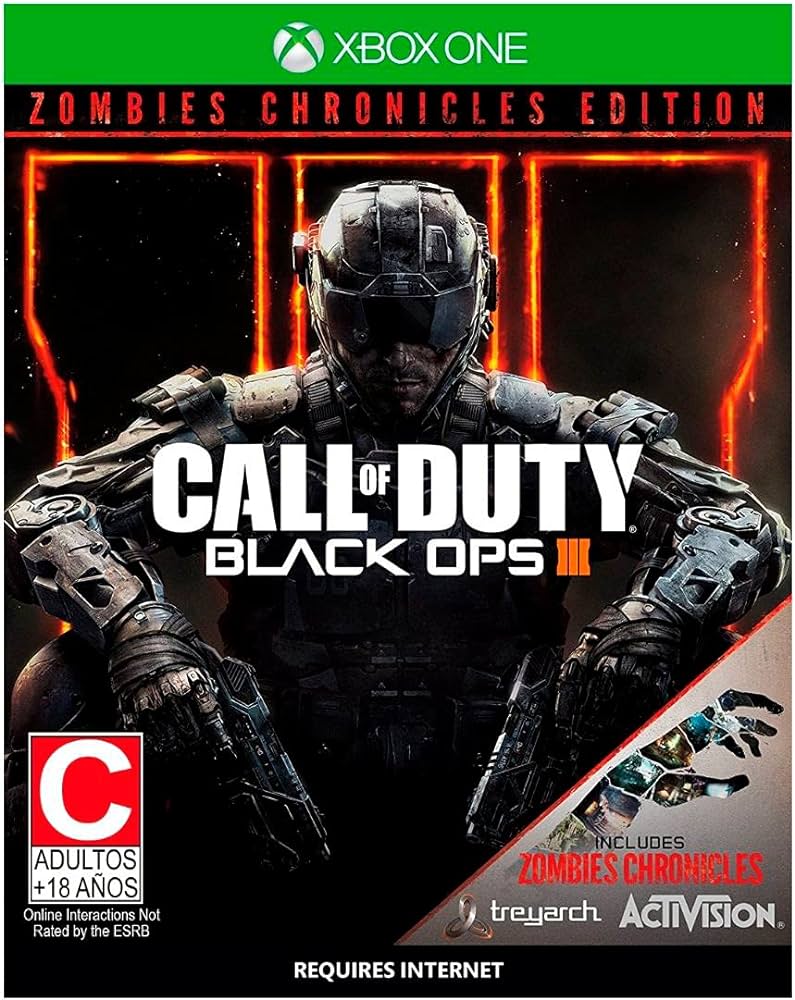 XBOX ONE
ZOMBIES CHRONICLES EDITION
CALL OF DUTY®
BLACK OPS III
C
ADULTOS
+18 AÑOS
Online Interactions Not
Rated by the ESRB
INCLUDES
ZOMBIES CHRONICLES
treyarch ACTIVISION®
REQUIRES INTERNET